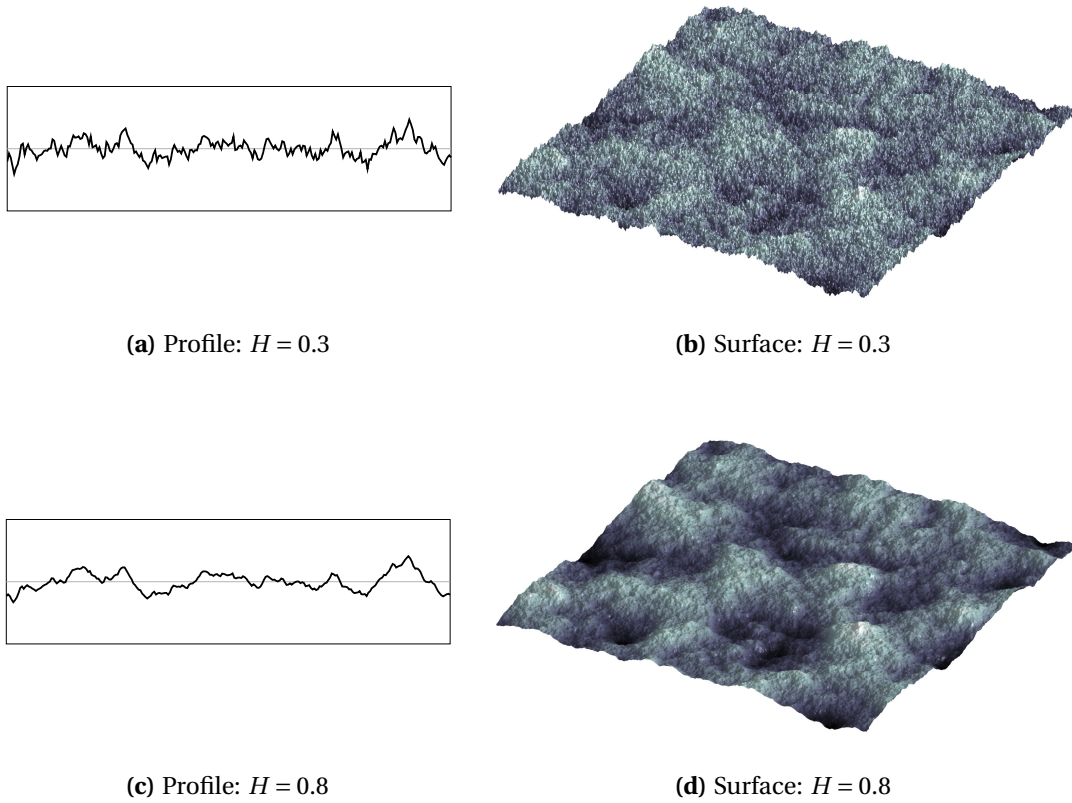 (a) Profile: H = 0.3
(b) Surface: H = 0.3
(c) Profile: H = 0.8
(d) Surface: H = 0.8